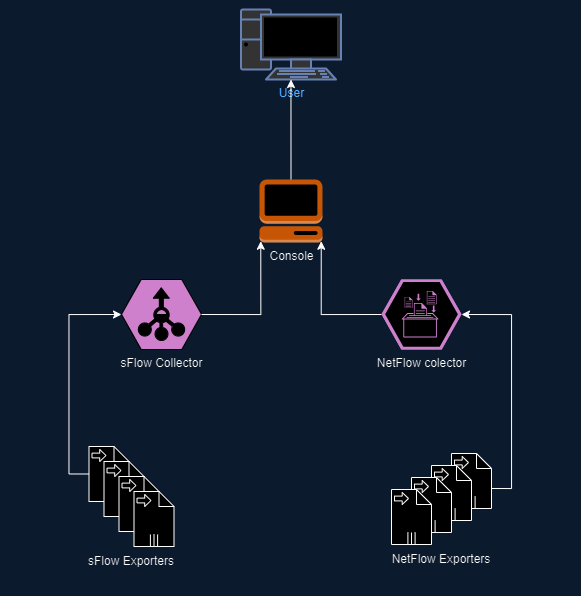 User
Console
sFlow Collector
NetFlow colector
sFlow Exporters
NetFlow Exporters